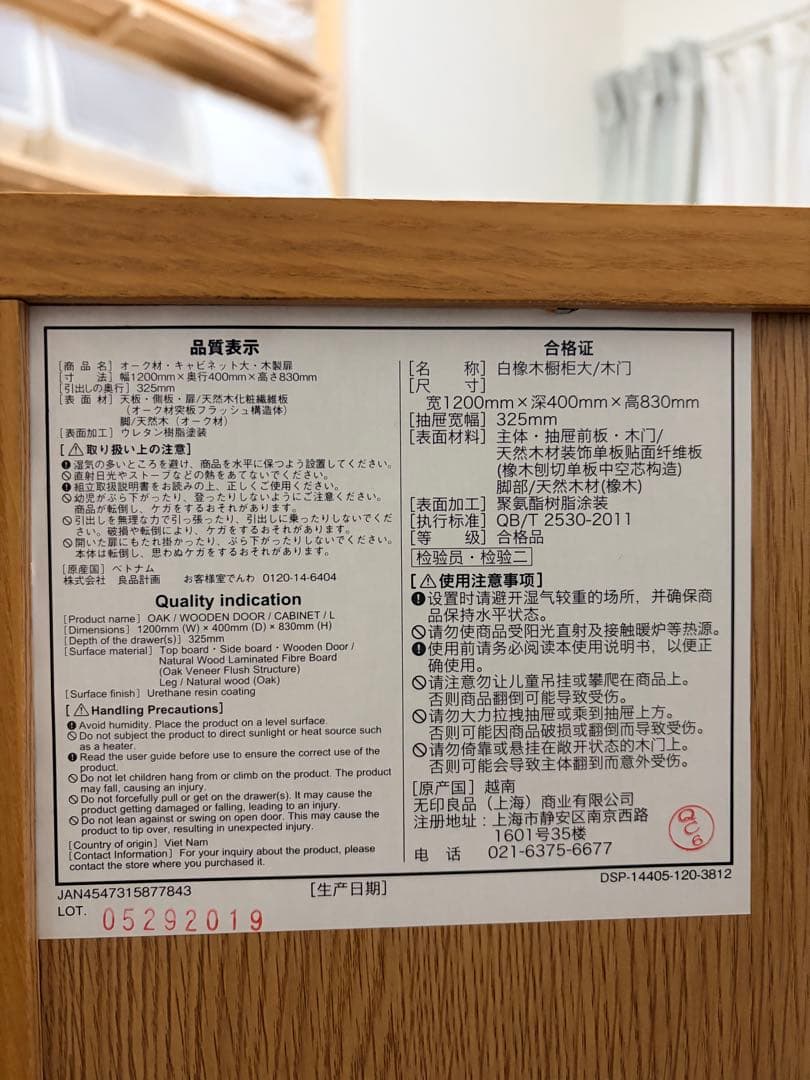 品質表示
[商 品 名] オーク材・キャビネット大・木製扉
[寸　　法] 幅1200mm×奥行400mm×高さ830mm
[引出しの奥行] 325mm
[表 面 材] 天板・側板・扉/天然木化粧繊維板
(オーク材突板フラッシュ構造体)
脚/天然木（オーク材）
[表面加工] ウレタン樹脂塗装
[⚠取り扱い上の注意]
湿気の多いところを避け、商品を水平に保つよう設置してください。
直射日光やストーブなどの熱をあてないでください。
組立取扱説明書をお読みの上、正しくご使用ください。
幼児がぶら下がったり、登ったりしないようにご注意ください。
商品が転倒し、ケガをするおそれがあります。
引出しを無理な力で引っ張ったり、引出しに乗ったりしないでくだ
さい。破損や転倒により、ケガをするおそれがあります。
開いた扉にもたれ掛かったり、ぶら下がったりしないでください。
本体は転倒し、思わぬケガをするおそれがあります。
[原産国] ベトナム
株式会社　良品計画　　お客様室でんわ 0120-14-6404
Quality indication
[Product name] OAK / WOODEN DOOR / CABINET / L
[Dimensions] 1200mm (W) × 400mm (D) × 830mm (H)
[Depth of the drawer(s)] 325mm
[Surface material] Top board・Side board・Wooden Door /
Natural Wood Laminated Fibre Board
(Oak Veneer Flush Structure)
Leg / Natural wood (Oak)
[Surface finish] Urethane resin coating
[⚠Handling Precautions]
Avoid humidity. Place the product on a level surface.
Do not subject the product to direct sunlight or heat source such
as a heater.
Read the user guide before use to ensure the correct use of the
product.
Do not let children hang from or climb on the product. The product
may fall, causing an injury.
Do not forcefully pull or get on the drawer(s). It may cause the
product getting damaged or falling, leading to an injury.
Do not lean against or swing on open door. This may cause the
product to tip over, resulting in unexpected injury.
[Country of origin] Viet Nam
[Contact Information] For your inquiry about the product, please
contact the store where you purchased it.
合格证
[名　　称] 白橡木橱柜大/木门
[尺　　寸]
宽1200mm×深400mm×高830mm
[抽屉宽幅] 325mm
[表面材料] 主体・抽屉前板・木门/
天然木材装饰单板贴面纤维板
(橡木刨切单板中空芯构造)
脚部/天然木材(橡木)
[表面加工] 聚氨酯树脂涂装
[执行标准] QB/T 2530-2011
[等　　级] 合格品
检验员・检验二
[⚠使用注意事项]
设置时请避开湿气较重的场所，并确保商
品保持水平状态。
请勿使商品受阳光直射及接触暖炉等热源。
使用前请务必阅读本使用说明书，以便正
确使用。
请注意勿让儿童吊挂或攀爬在商品上。
否则商品翻倒可能导致受伤。
请勿大力拉拽抽屉或乘到抽屉上方。
否则可能因商品破损或翻倒而导致受伤。
请勿倚靠或悬挂在敞开状态的木门上。
否则可能会导致主体翻到而意外受伤。
[原产国] 越南
无印良品（上海）商业有限公司
注册地址：上海市静安区南京西路
1601号35楼
电　话　021-6375-6677
QC6
DSP-14405-120-3812
JAN4547315877843
[生产日期]
LOT. 05292019